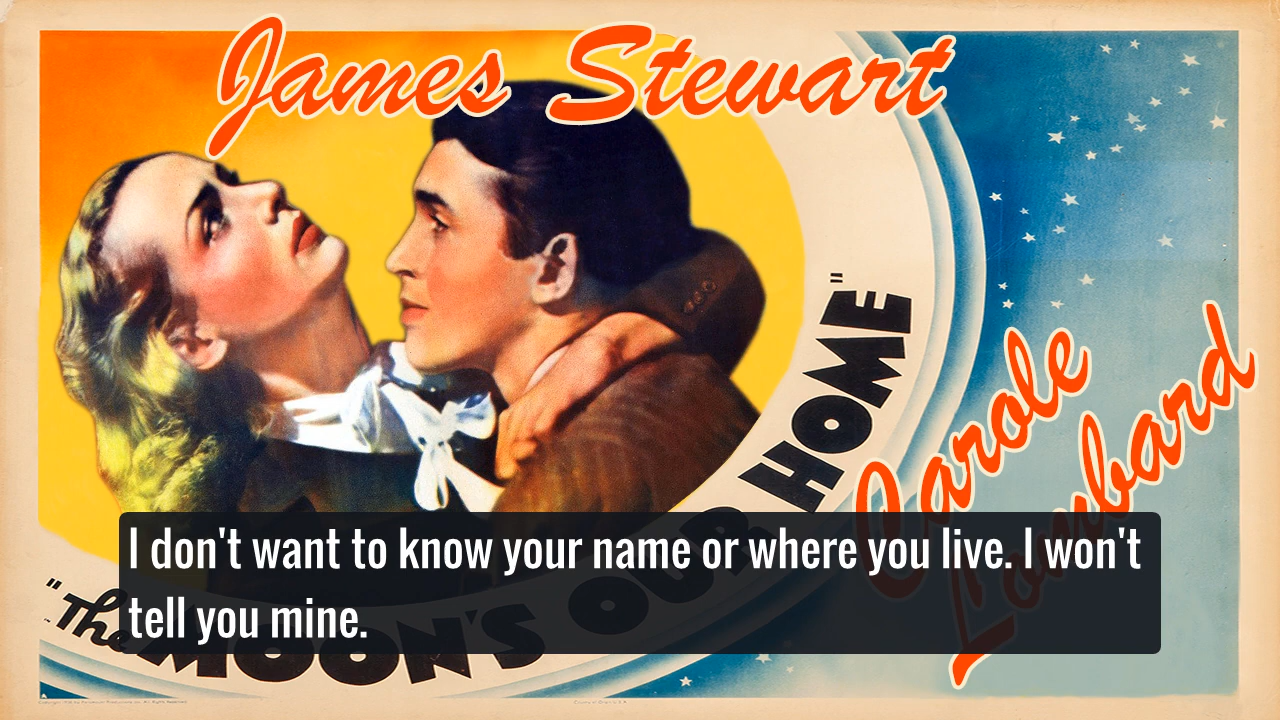 James Stewart
"The MOON'S OUR HOME"
Carole
Lombard
I don't want to know your name or where you live. I won't
tell you mine.